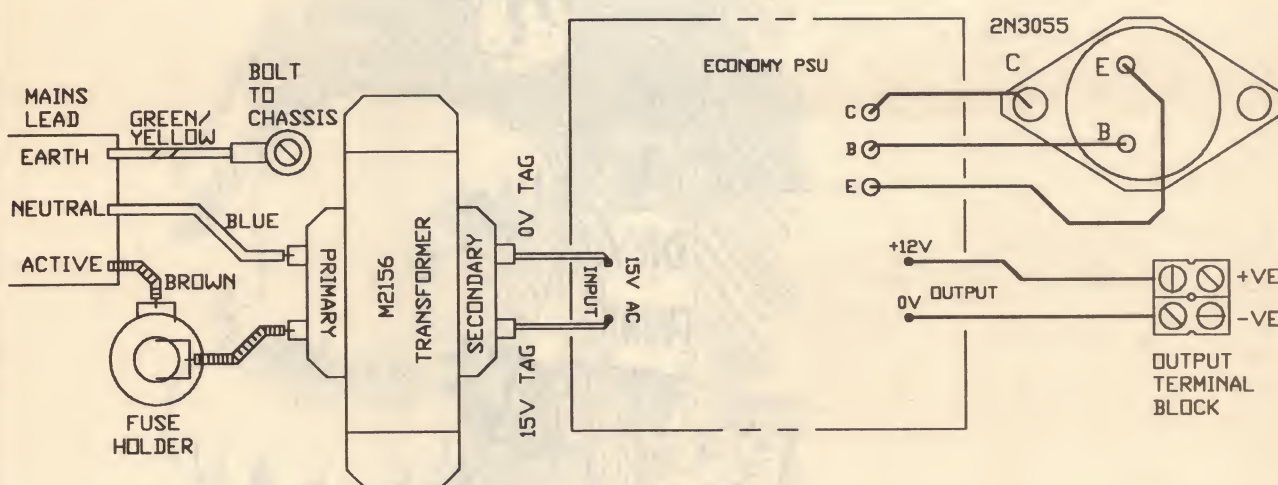 2N3055
ECONOMY PSU
BOLT
TO
CHASSIS
MAINS
LEAD
GREEN/
YELLOW
EARTH
NEUTRAL
BLUE
ACTIVE
BROWN
FUSE
HOLDER
PRIMARY
M2156
TRANSFORMER
SECONDARY
0V TAG
15V TAG
15V AC
INPUT
C
B
E
C
E
B
+12V
OUTPUT
0V
+VE
-VE
OUTPUT
TERMINAL
BLOCK